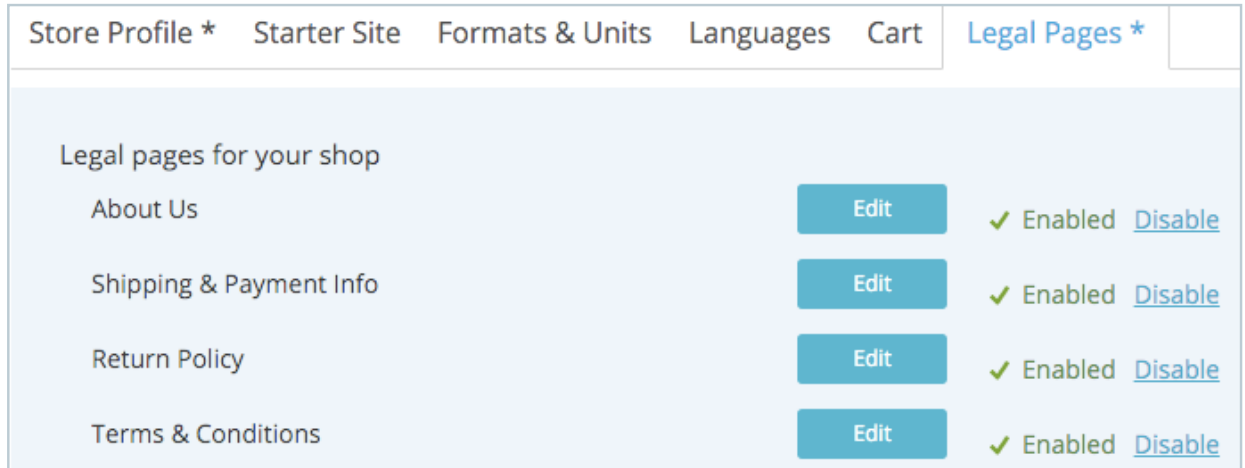 Store Profile * Starter Site Formats & Units Languages Cart Legal Pages *
Legal pages for your shop
About Us Edit ✓ Enabled Disable
Shipping & Payment Info Edit ✓ Enabled Disable
Return Policy Edit ✓ Enabled Disable
Terms & Conditions Edit ✓ Enabled Disable